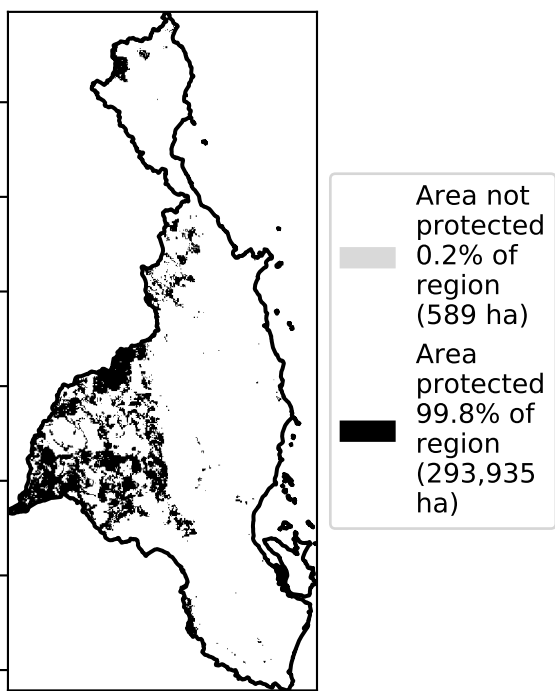 Area not
protected
0.2% of
region
(589 ha)
Area
protected
99.8% of
region
(293,935
ha)